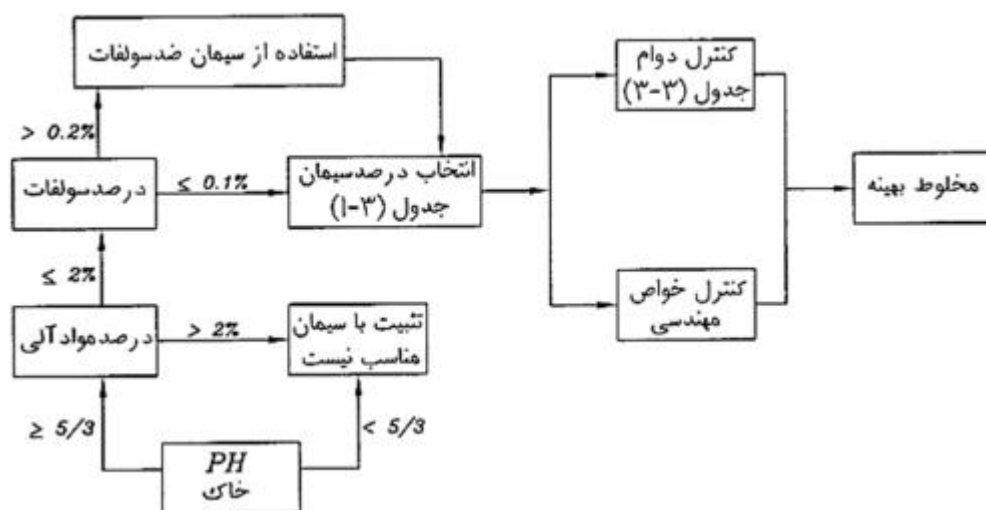 استفاده از سیمان ضدسولفات
کنترل دوام
جدول (۳-۳)
> 0.2%
درصدسولفات
≤ 0.1%
انتخاب درصدسیمان
جدول (۳-۱)
مخلوط بهینه
≤ 2%
درصدمواد آلی
> 2%
تثبیت با سیمان
مناسب نیست
کنترل خواص
مهندسی
≥ 5/3
< 5/3
PH
خاک